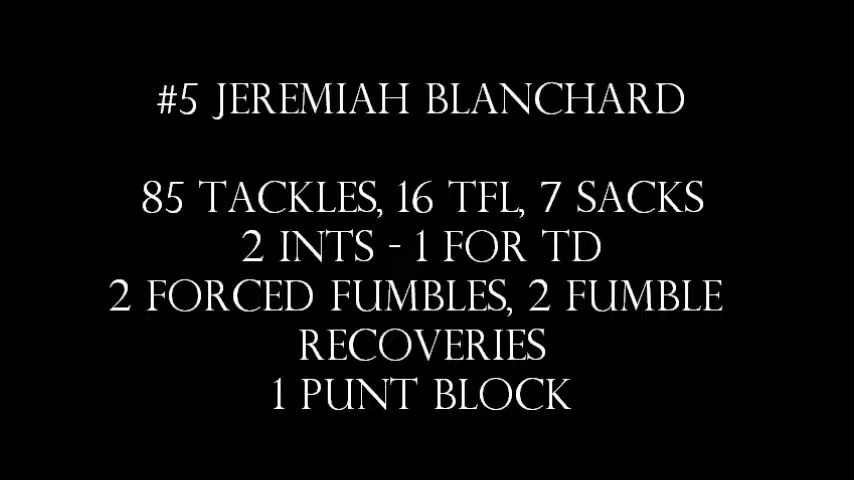 #5 JEREMIAH BLANCHARD
85 TACKLES, 16 TFL, 7 SACKS
2 INTS - 1 FOR TD
2 FORCED FUMBLES, 2 FUMBLE
RECOVERIES
1 PUNT BLOCK